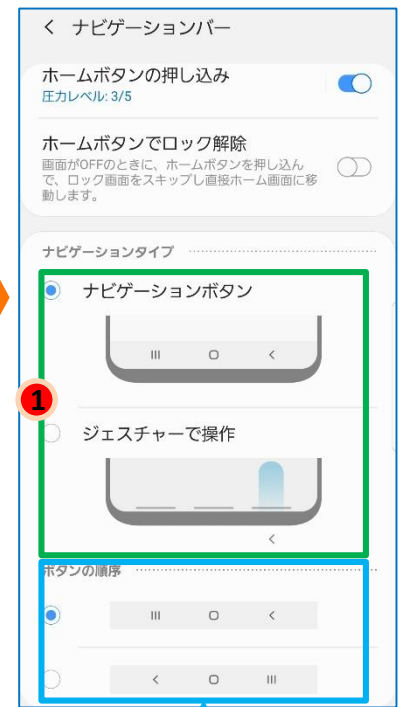 ナビゲーションバー
ホームボタンの押し込み
圧力レベル: 3/5
ホームボタンでロック解除
画面がOFFのときに、ホームボタンを押し込ん
で、ロック画面をスキップし直接ホーム画面に移
動します。
ナビゲーションタイプ
ナビゲーションボタン
1
ジェスチャーで操作
ボタンの順序